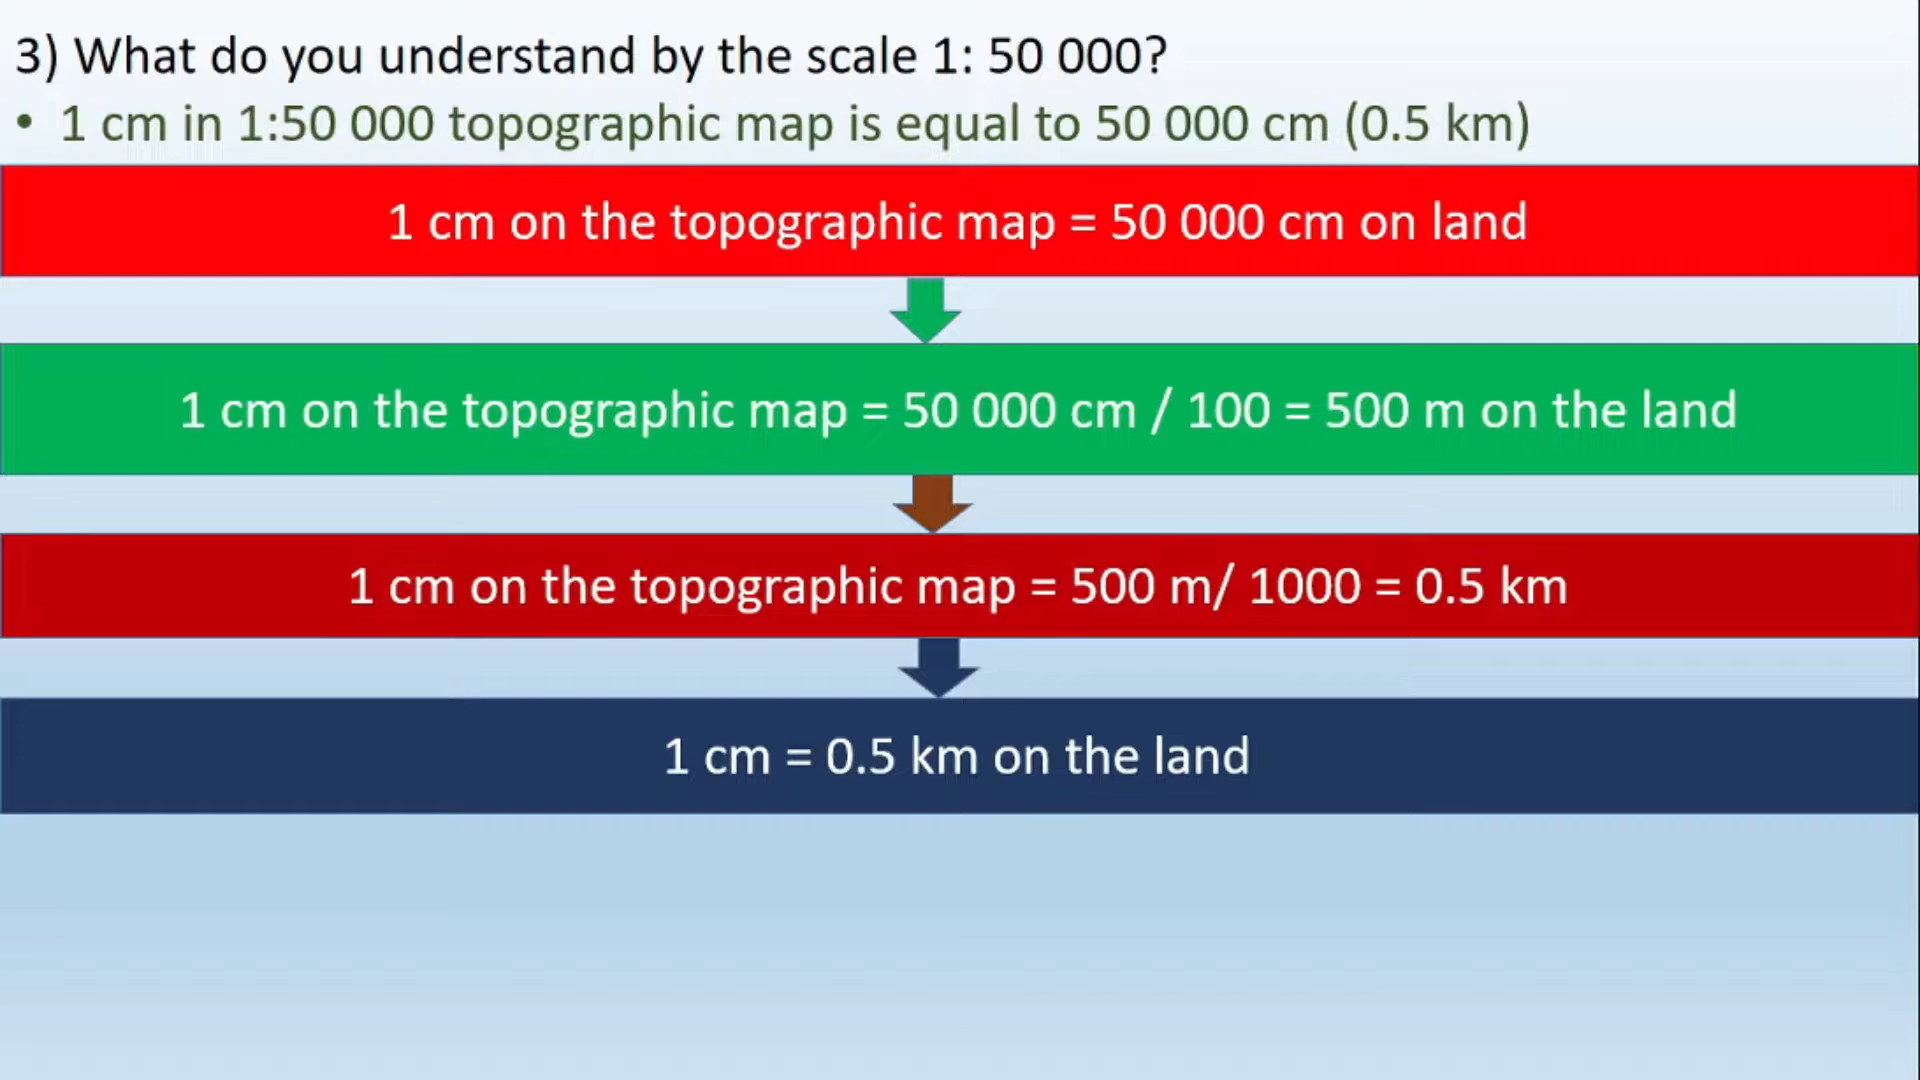 3) What do you understand by the scale 1: 50 000?
• 1 cm in 1:50 000 topographic map is equal to 50 000 cm (0.5 km)
1 cm on the topographic map = 50 000 cm on land
1 cm on the topographic map = 50 000 cm / 100 = 500 m on the land
1 cm on the topographic map = 500 m/ 1000 = 0.5 km
1 cm = 0.5 km on the land